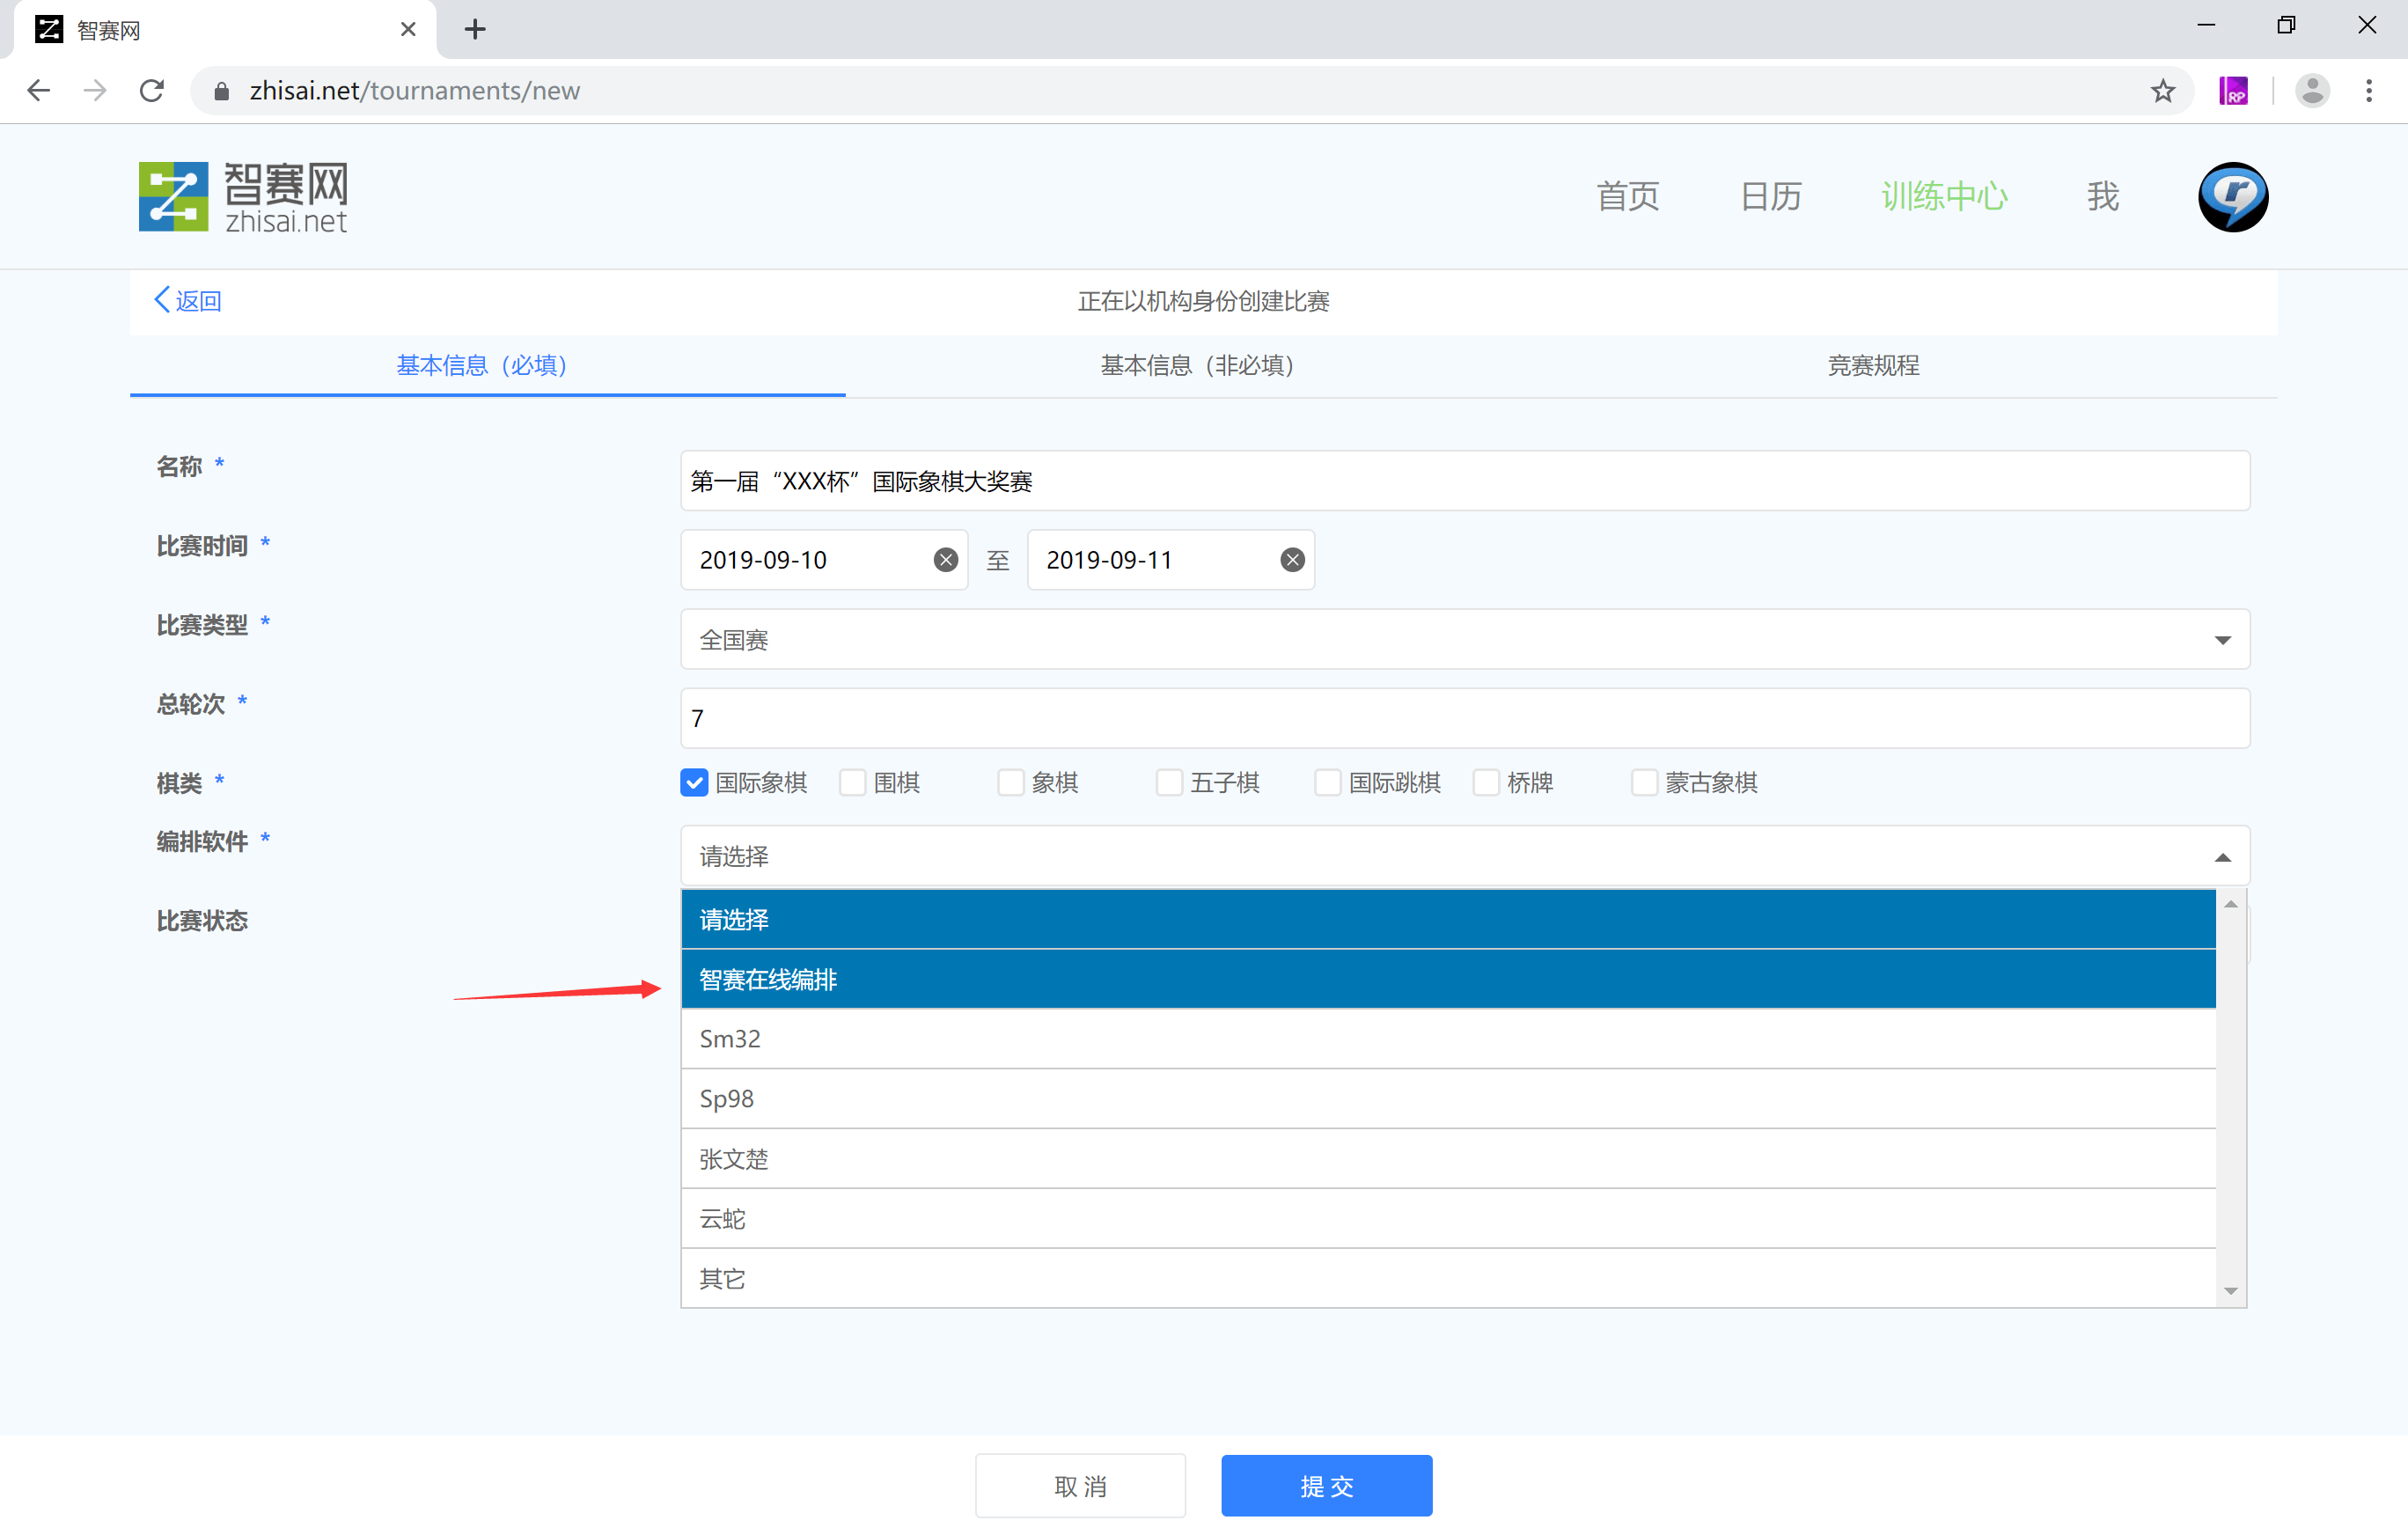 智赛网
zhisai.net/tournaments/new
RP
智赛网
zhisai.net
首页 日历 训练中心 我
返回 正在以机构身份创建比赛
基本信息（必填） 基本信息（非必填） 竞赛规程
名称 * 第一届“XXX杯”国际象棋大奖赛
比赛时间 * 2019-09-10 至 2019-09-11
比赛类型 * 全国赛
总轮次 * 7
棋类 * 国际象棋 围棋 象棋 五子棋 国际跳棋 桥牌 蒙古象棋
编排软件 * 请选择
比赛状态
请选择
智赛在线编排
Sm32
Sp98
张文楚
云蛇
其它
取 消 提 交